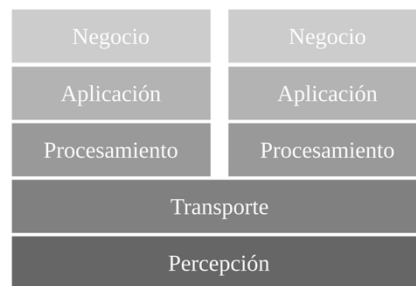 Negocio Negocio
Aplicación Aplicación
Procesamiento Procesamiento
Transporte
Percepción